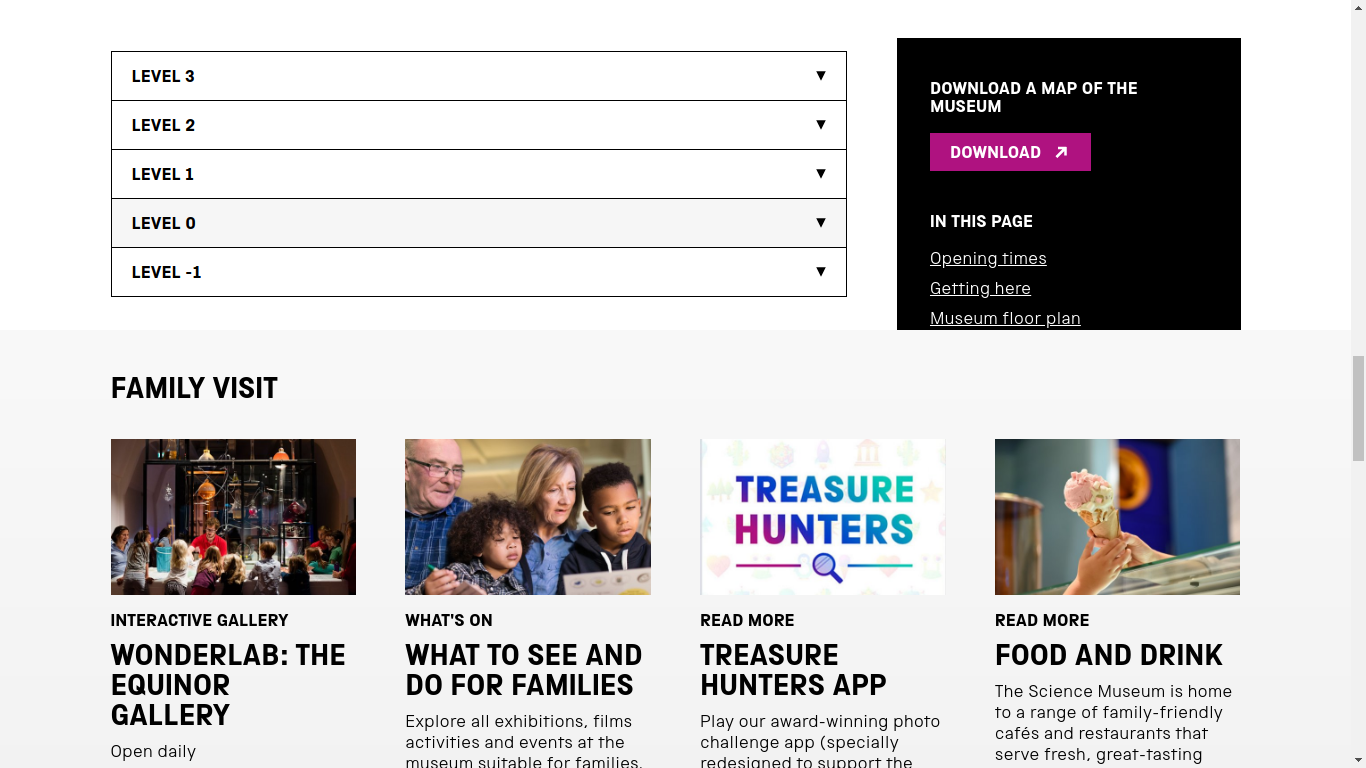 LEVEL 3 ▼
LEVEL 2 ▼
LEVEL 1 ▼
LEVEL 0 ▼
LEVEL -1 ▼
DOWNLOAD A MAP OF THE
MUSEUM
DOWNLOAD
IN THIS PAGE
Opening times
Getting here
Museum floor plan
FAMILY VISIT
INTERACTIVE GALLERY
WONDERLAB: THE
EQUINOR
GALLERY
Open daily
WHAT'S ON
WHAT TO SEE AND
DO FOR FAMILIES
Explore all exhibitions, films
activities and events at the
museum suitable for families.
TREASURE
HUNTERS
READ MORE
TREASURE
HUNTERS APP
Play our award-winning photo
challenge app (specially
redesigned to support the
READ MORE
FOOD AND DRINK
The Science Museum is home
to a range of family-friendly
cafés and restaurants that
serve fresh, great-tasting